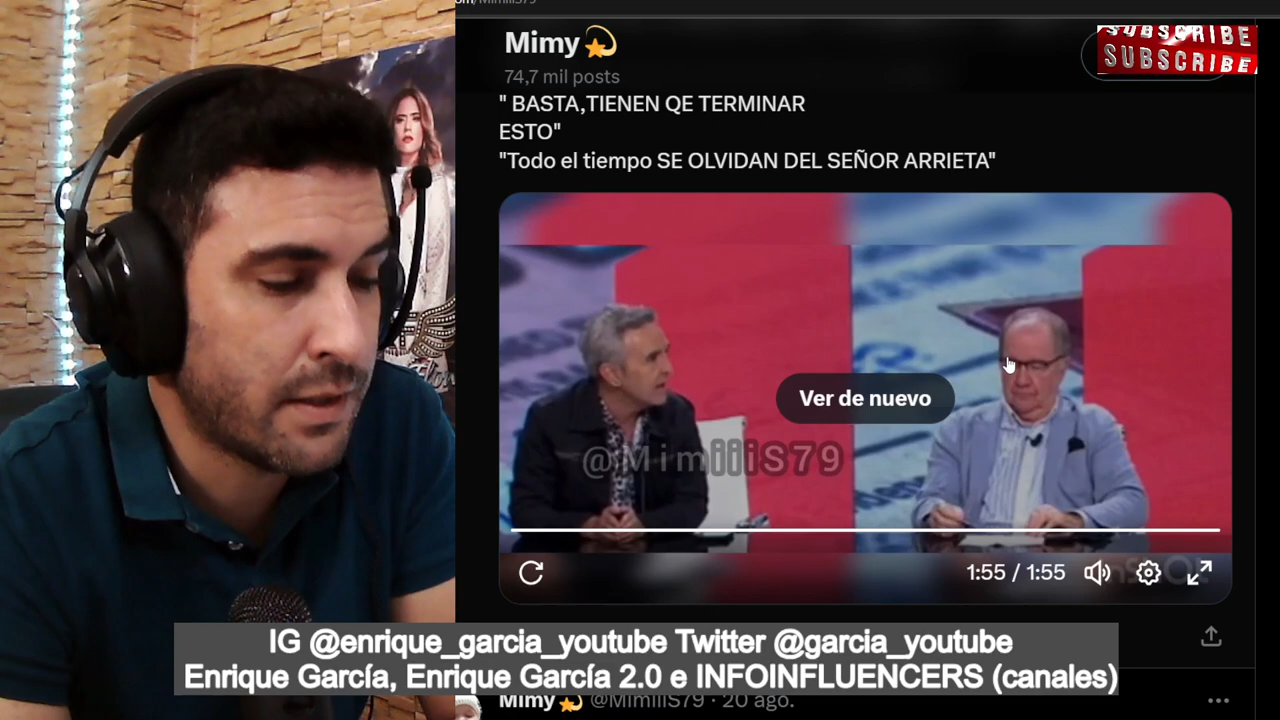 Mimy
74,7 mil posts
SUBSCRIBE
SUBSCRIBE
" BASTA,TIENEN QE TERMINAR
ESTO"
"Todo el tiempo SE OLVIDAN DEL SEÑOR ARRIETA"
Ver de nuevo
@MimiiiS79
1:55 / 1:55
IG @enrique_garcia_youtube Twitter @garcia_youtube
Enrique García, Enrique García 2.0 e INFOINFLUENCERS (canales)
Mimy @MimiiiS79 · 20 ago.